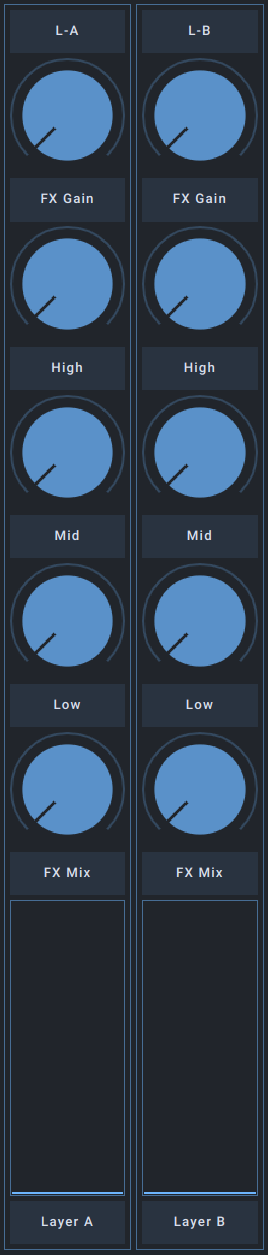 L-A
FX Gain
High
Mid
Low
FX Mix
Layer A
L-B
FX Gain
High
Mid
Low
FX Mix
Layer B